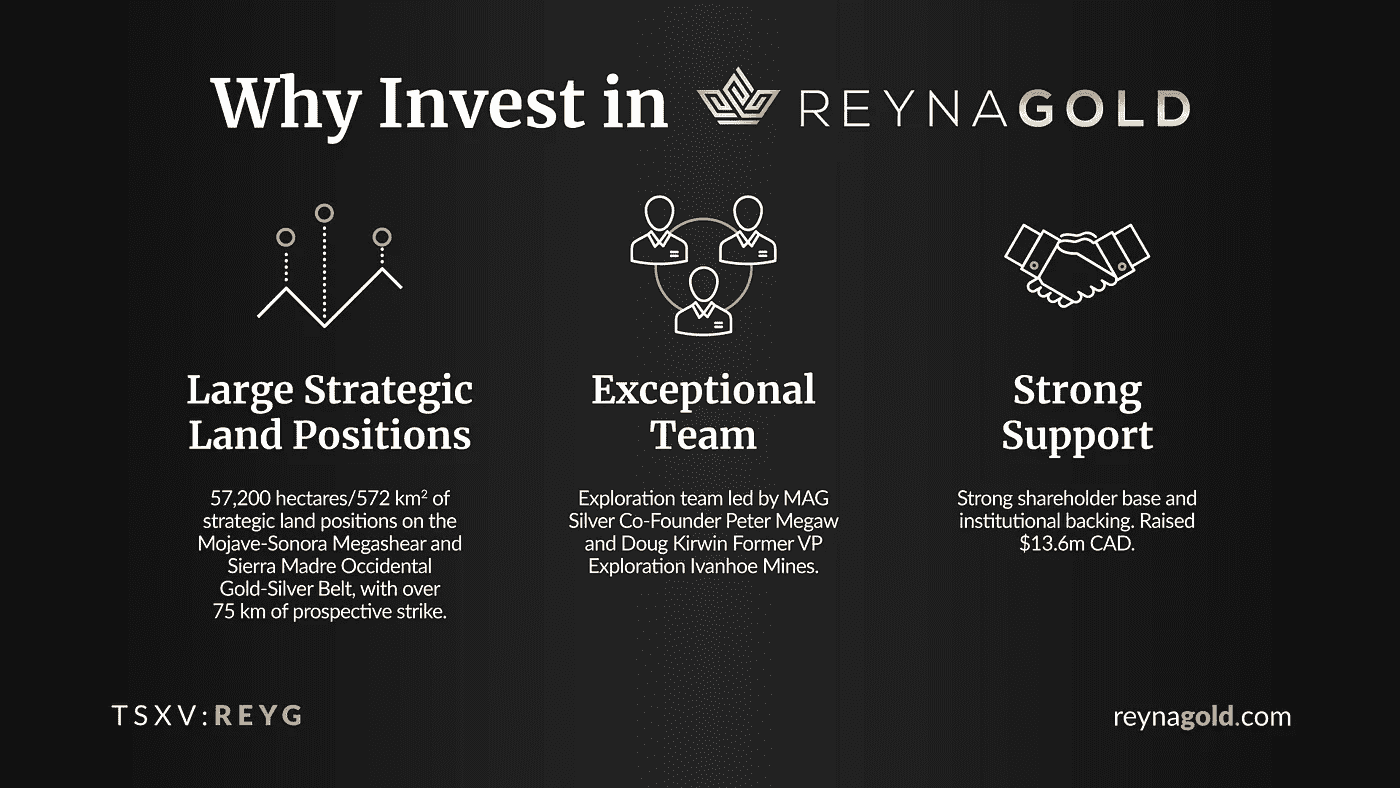 Why Invest in REYNAGOLD
Large Strategic
Land Positions
57,200 hectares/572 km² of
strategic land positions on the
Mojave-Sonora Megashear and
Sierra Madre Occidental
Gold-Silver Belt, with over
75 km of prospective strike.
Exceptional
Team
Exploration team led by MAG
Silver Co-Founder Peter Megaw
and Doug Kirwin Former VP
Exploration Ivanhoe Mines.
Strong
Support
Strong shareholder base and
institutional backing. Raised
$13.6m CAD.
TSXV:REYG
reynagold.com